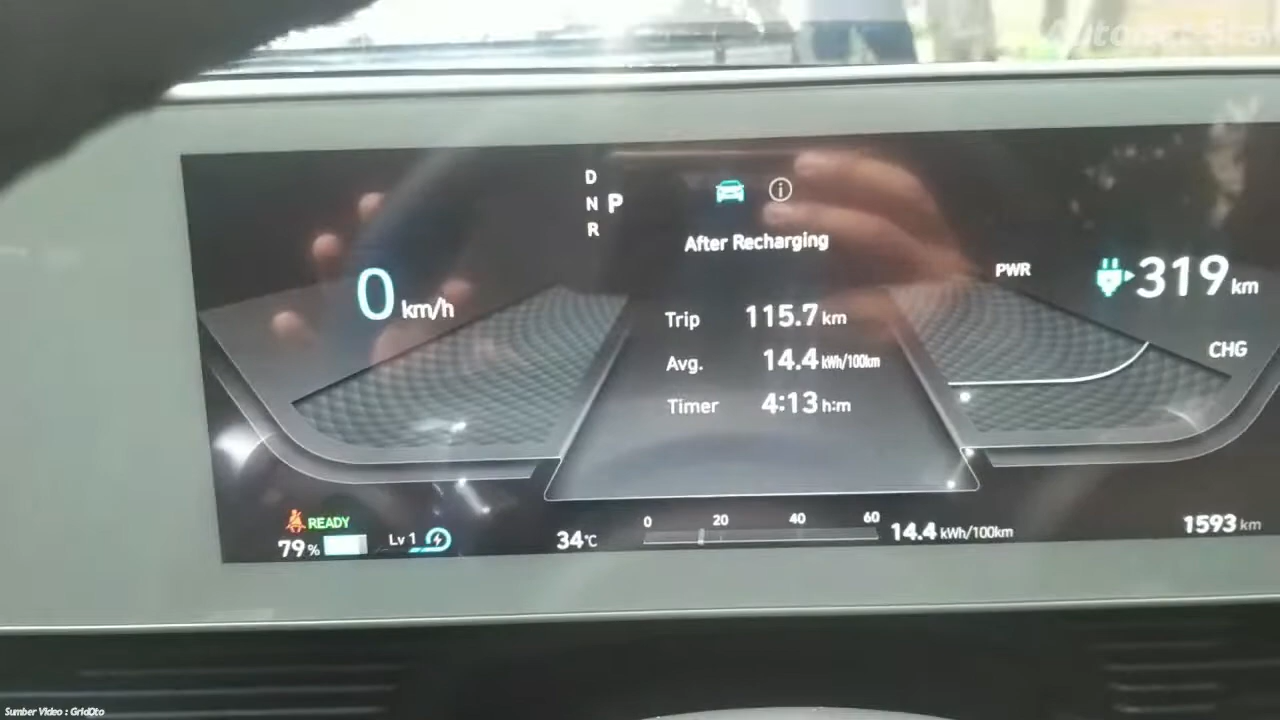 D
N P
R
After Recharging
0 km/h
Trip 115.7 km
Avg. 14.4 kWh/100km
Timer 4:13 h:m
PWR
319 km
CHG
READY
79 %
Lv 1
34°C
0 20 40 60
14.4 kWh/100km
1593 km
Sumber Video : GridOto